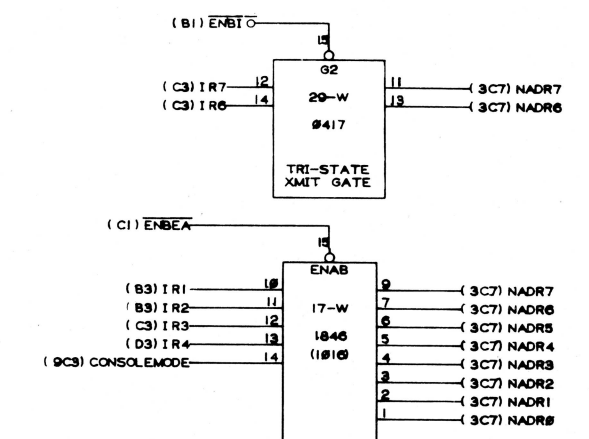 (B1) ENBI
15
G2
(C3) IR7 12 11 (3C7) NADR7
29-W
(C3) IR6 14 13 (3C7) NADR6
0417
TRI-STATE
XMIT GATE
(C1) ENBEA
15
ENAB
(B3) IR1 10 9 (3C7) NADR7
(B3) IR2 11 17-W 7 (3C7) NADR6
(C3) IR3 12 6 (3C7) NADR5
(D3) IR4 13 1846 5 (3C7) NADR4
(9C3) CONSOLEMODE 14 (1016) 4 (3C7) NADR3
3 (3C7) NADR2
2 (3C7) NADR1
1 (3C7) NADR0